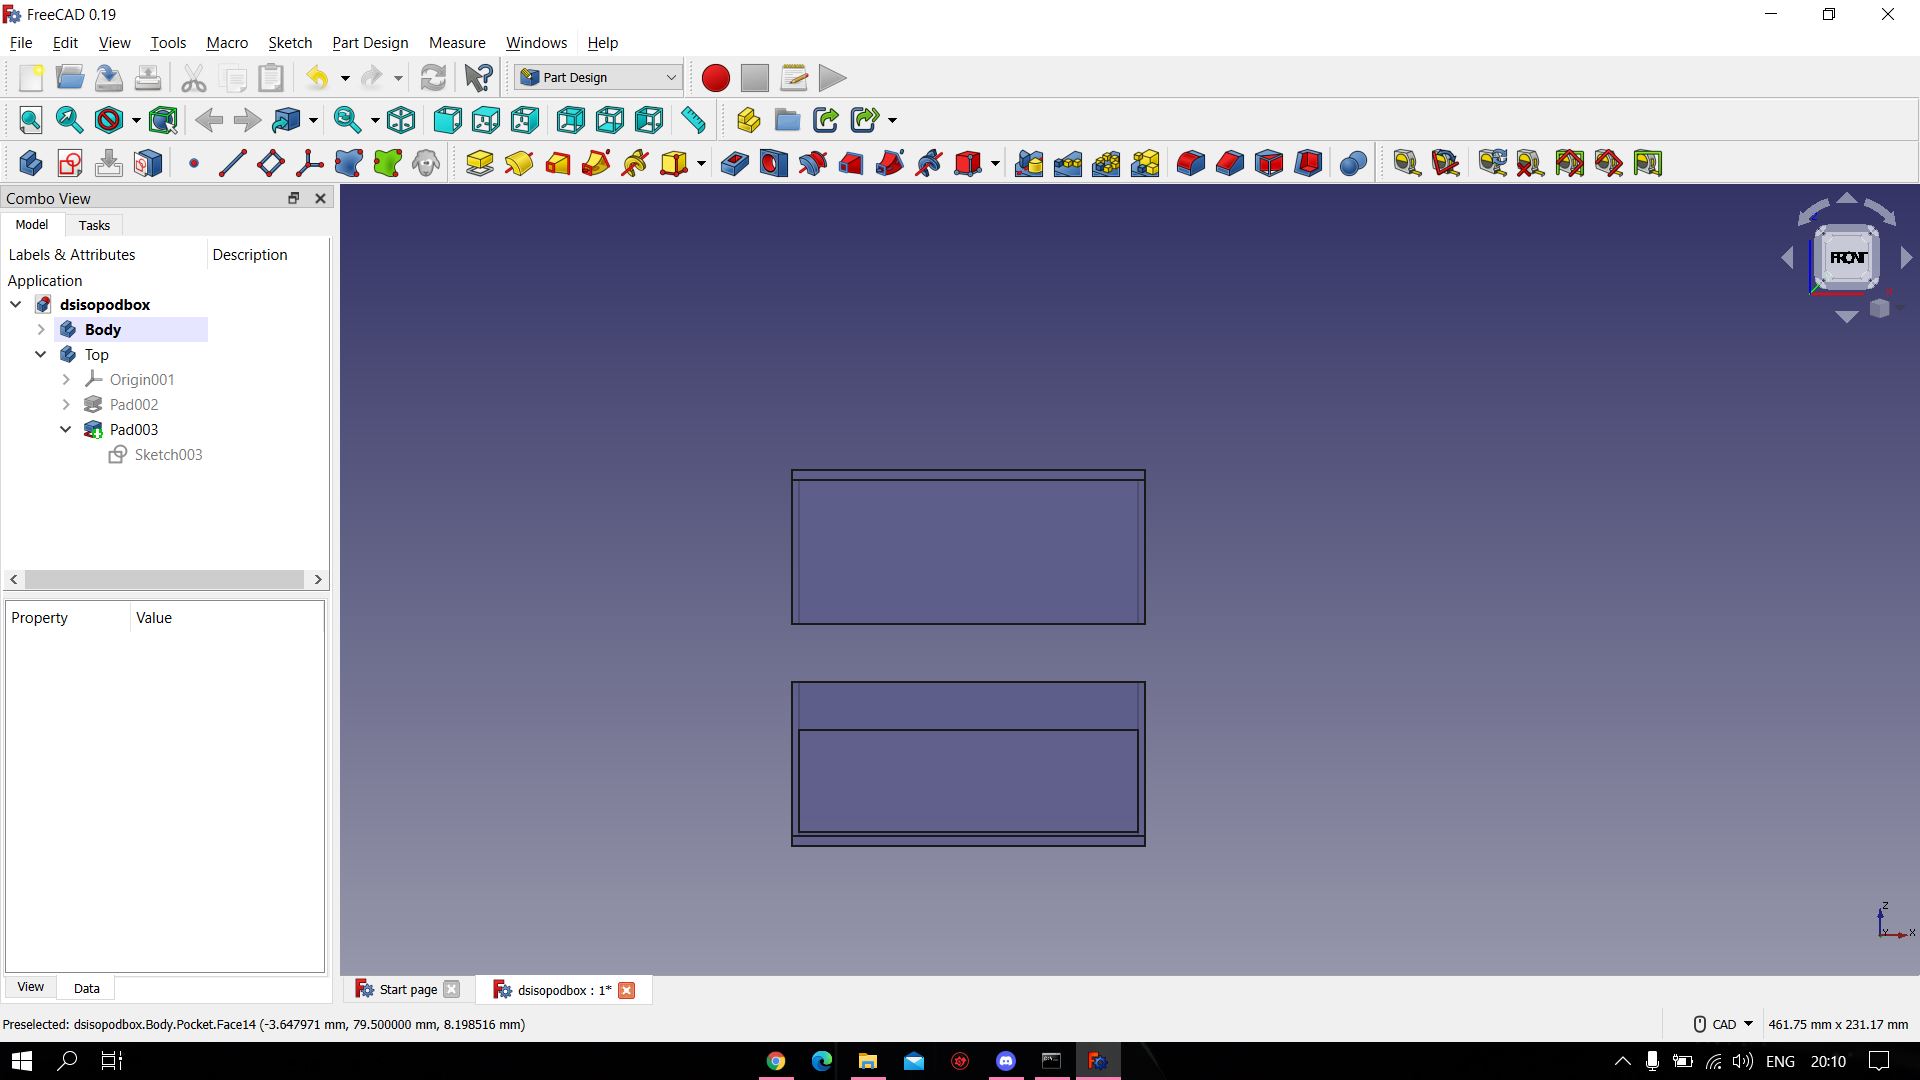 FreeCAD 0.19
File Edit View Tools Macro Sketch Part Design Measure Windows Help
Part Design
Combo View
Model Tasks
Labels & Attributes Description
Application
dsisopodbox
Body
Top
Origin001
Pad002
Pad003
Sketch003
Property Value
View Data
FRONT
Z
X
Z
Y
X
Start page
dsisopodbox : 1*
Preselected: dsisopodbox.Body.Pocket.Face14 (-3.647971 mm, 79.500000 mm, 8.198516 mm)
CAD
461.75 mm x 231.17 mm
ENG
20:10